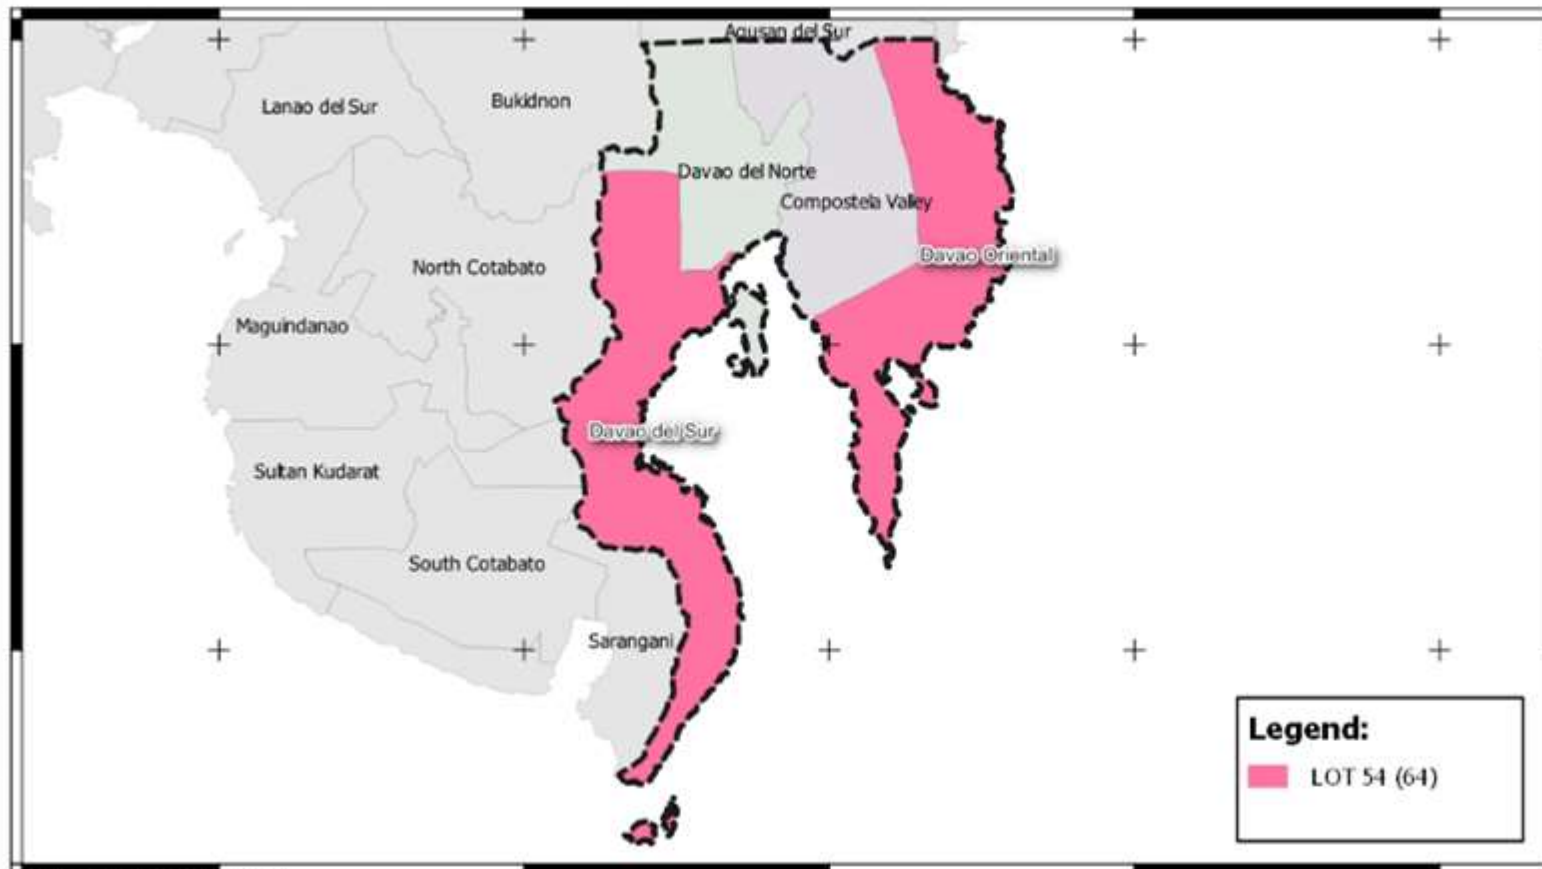 Agusan del Sur
Lanao del Sur
Bukidnon
Davao del Norte
Compostela Valley
North Cotabato
Davao Oriental
Maguindanao
Davao del Sur
Sultan Kudarat
South Cotabato
Sarangani
Legend:
LOT 54 (64)